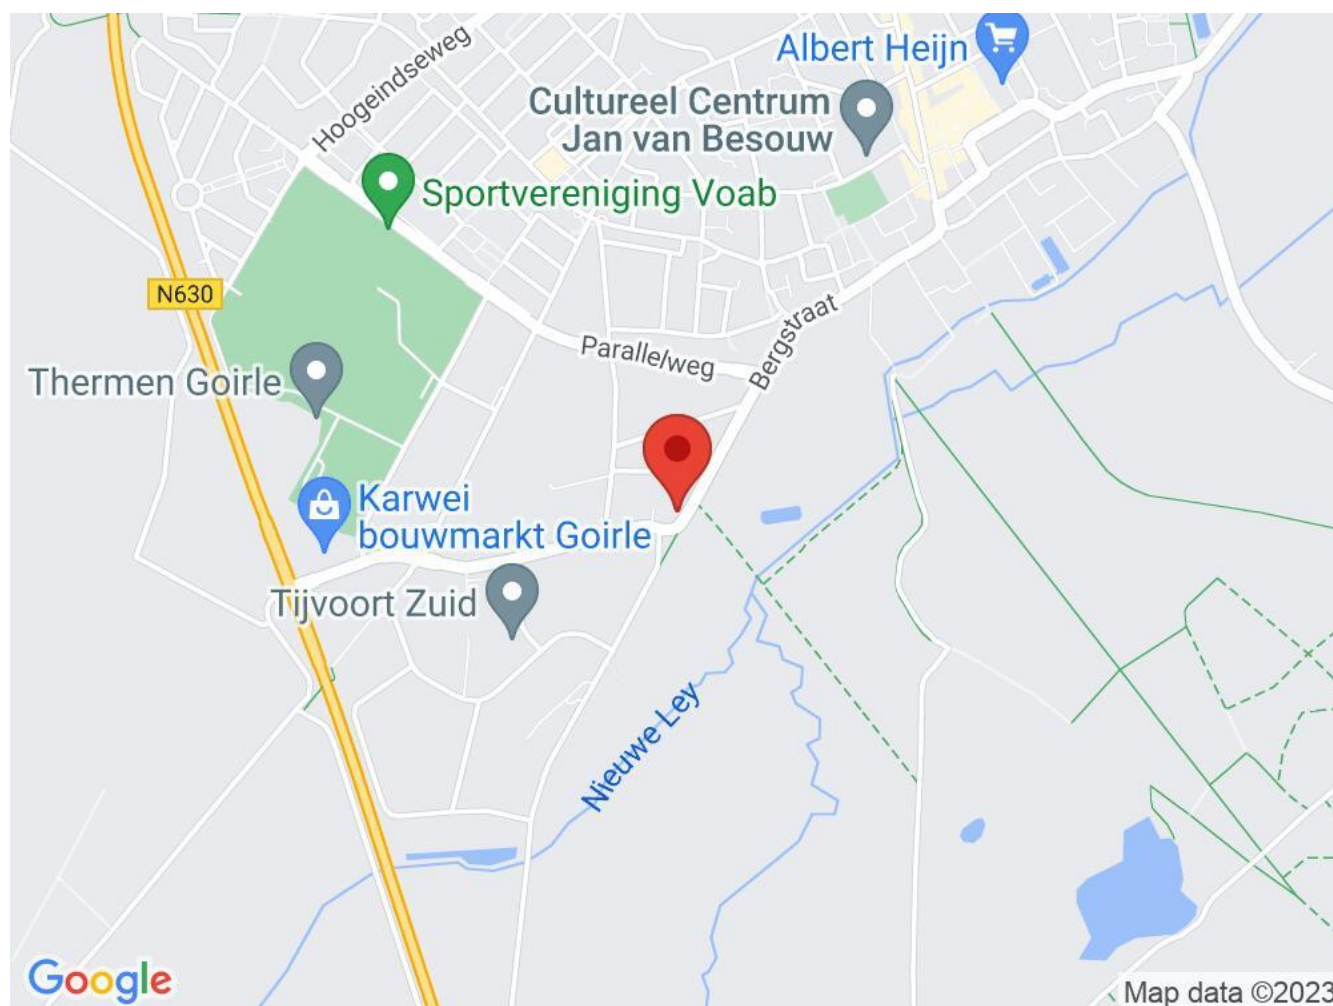 Hoogeindseweg
Albert Heijn
Cultureel Centrum
Jan van Besouw
Sportvereniging Voab
N630
Bergstraat
Parallelweg
Thermen Goirle
Karwei
bouwmarkt Goirle
Tijvoort Zuid
Nieuwe Ley
Google
Map data ©2023